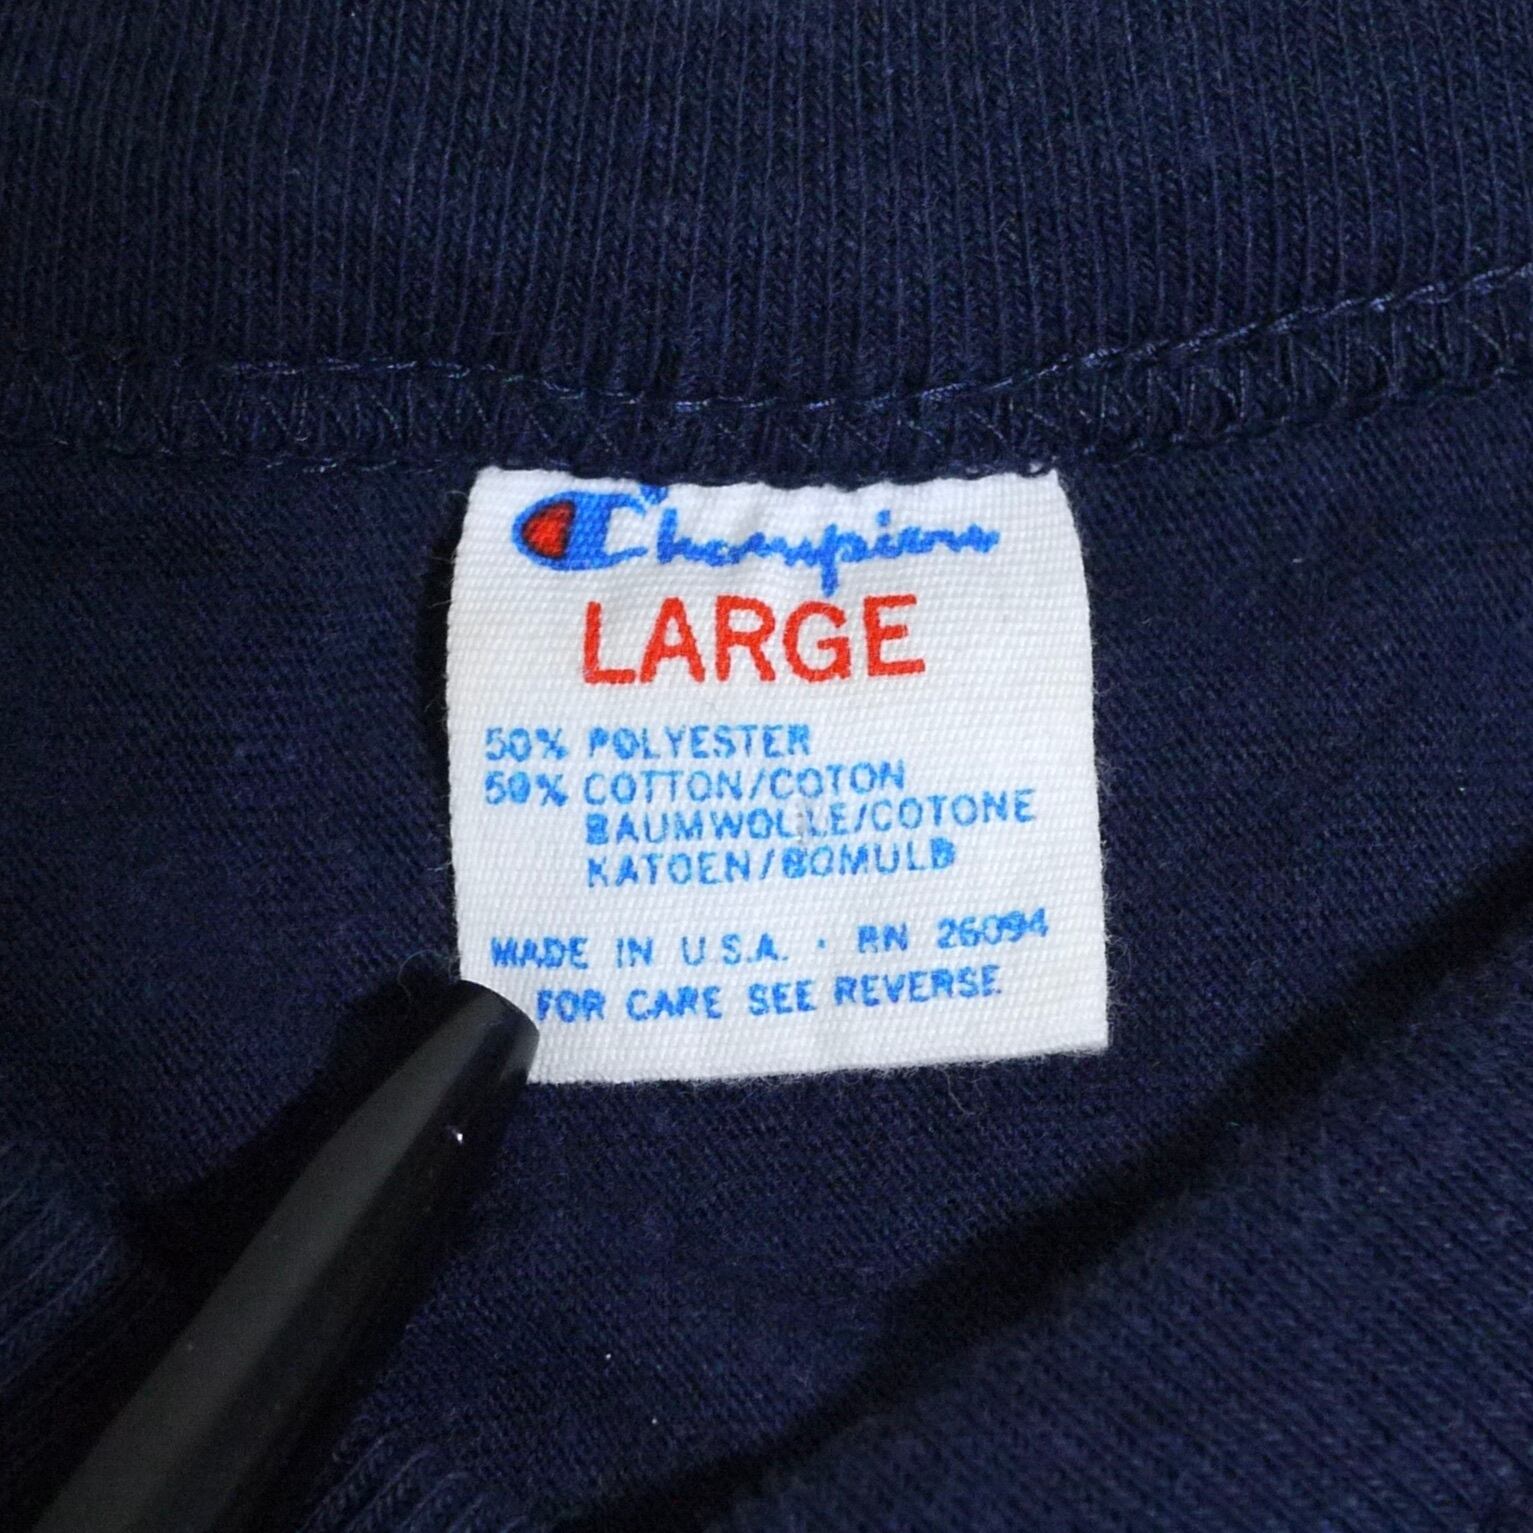 Champion
LARGE
50% POLYESTER
50% COTTON/COTON
BAUMWOLLE/COTONE
KATOEN/BOMULD
MADE IN U.S.A. · RN 26094
FOR CARE SEE REVERSE